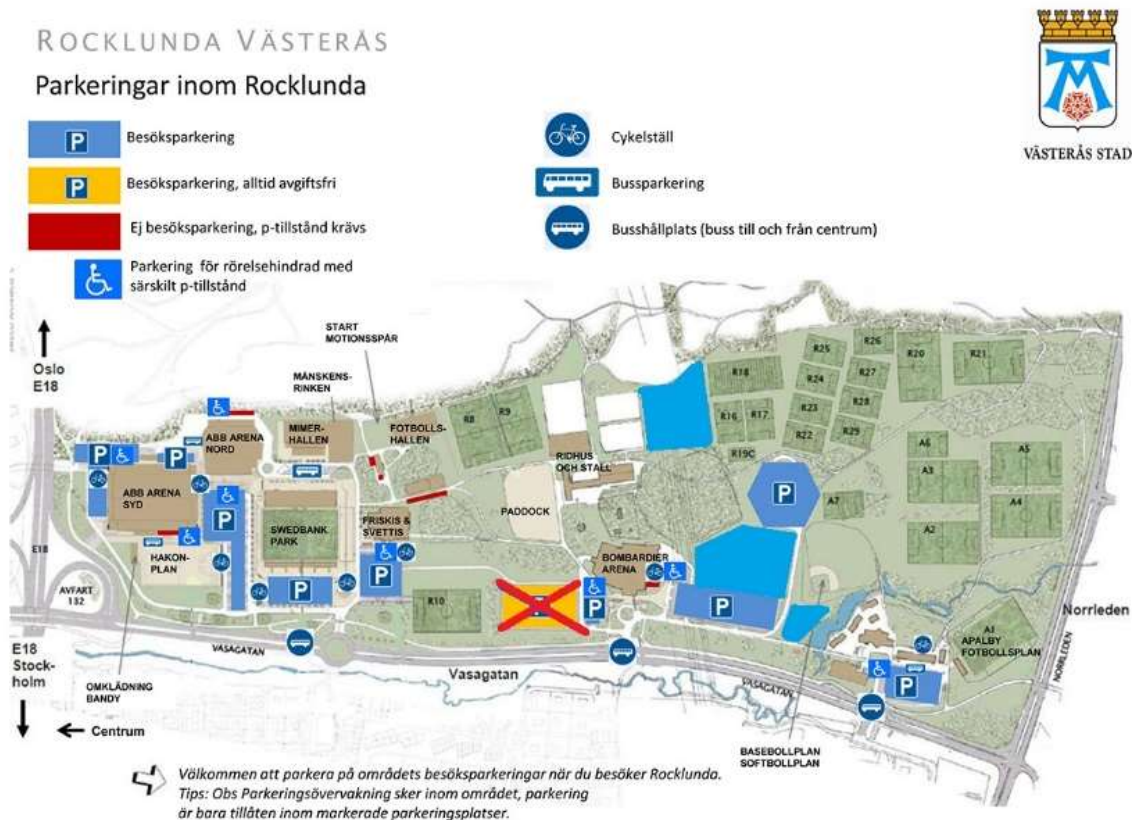 ROCKLUNDA VÄSTERÅS
Parkeringar inom Rocklunda
P Besöksparkering
P Besöksparkering, alltid avgiftsfri
Ej besöksparkering, p-tillstånd krävs
Parkering för rörelsehindrad med
särskilt p-tillstånd
Cykelställ
Bussparkering
Busshållplats (buss till och från centrum)
VÄSTERÅS STAD
Oslo
E18
START
MOTIONSSPÅR
MÅNSKENS-
RINKEN
MIMER-
HALLEN
FOTBOLLS-
HALLEN
ABB ARENA
NORD
ABB ARENA
SYD
P
P
P
P
P
P
P
P
P
HAKON-
PLAN
SWEDBANK
PARK
FRISKIS &
SVETTIS
RIDHUS
OCH STALL
PADDOCK
BOMBARDIER
ARENA
R8
R9
R10
R18
R16
R17
R19C
R25
R26
R20
R21
R24
R27
R23
R28
R22
R29
A6
A5
A3
A4
A7
A2
A1
APALBY
FOTBOLLSPLAN
E18
AVFART
132
E18
Stock-
holm
Centrum
OMKLÄDNING
BANDY
VASAGATAN
Vasagatan
VASAGATAN
Norrleden
NORRLEDEN
BASEBOLLPLAN
SOFTBOLLPLAN
Välkommen att parkera på områdets besöksparkeringar när du besöker Rocklunda.
Tips: Obs Parkeringsövervakning sker inom området, parkering
är bara tillåten inom markerade parkeringsplatser.